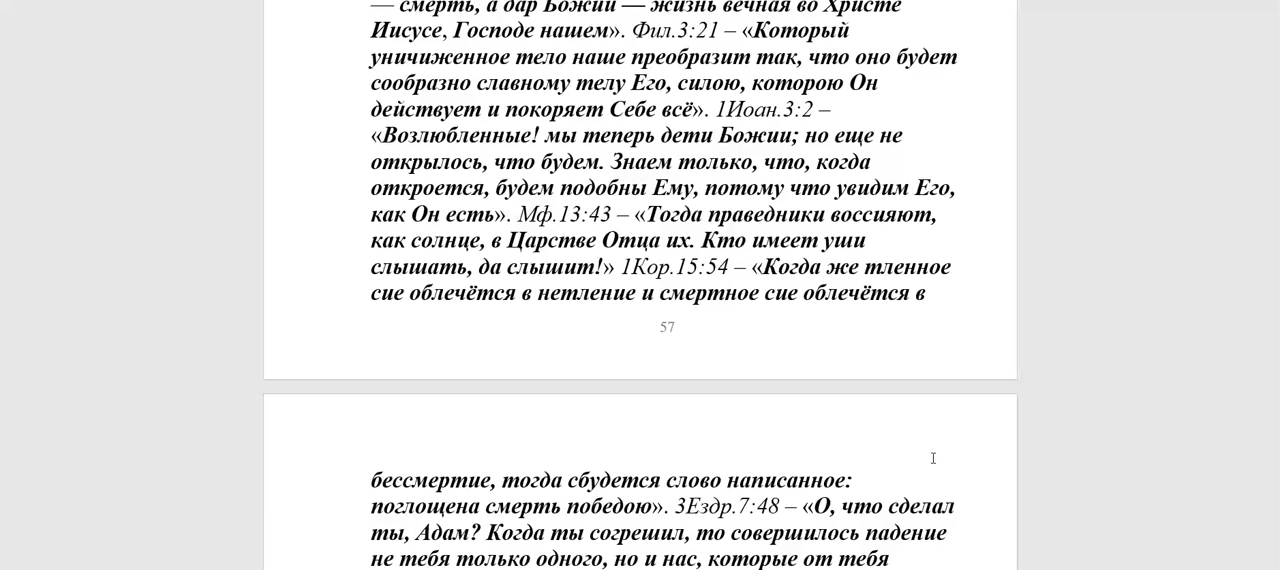 — смерть, а дар Божий — жизнь вечная во Христе
Иисусе, Господе нашем». Фил.3:21 – «Который
уничиженное тело наше преобразит так, что оно будет
сообразно славному телу Его, силою, которою Он
действует и покоряет Себе всё». 1Иоан.3:2 –
«Возлюбленные! мы теперь дети Божии; но еще не
открылось, что будем. Знаем только, что, когда
откроется, будем подобны Ему, потому что увидим Его,
как Он есть». Мф.13:43 – «Тогда праведники воссияют,
как солнце, в Царстве Отца их. Кто имеет уши
слышать, да слышит!» 1Кор.15:54 – «Когда же тленное
сие облечётся в нетление и смертное сие облечётся в
57
бессмертие, тогда сбудется слово написанное:
поглощена смерть победою». 3Ездр.7:48 – «О, что сделал
ты, Адам? Когда ты согрешил, то совершилось падение
не тебя только одного, но и нас, которые от тебя